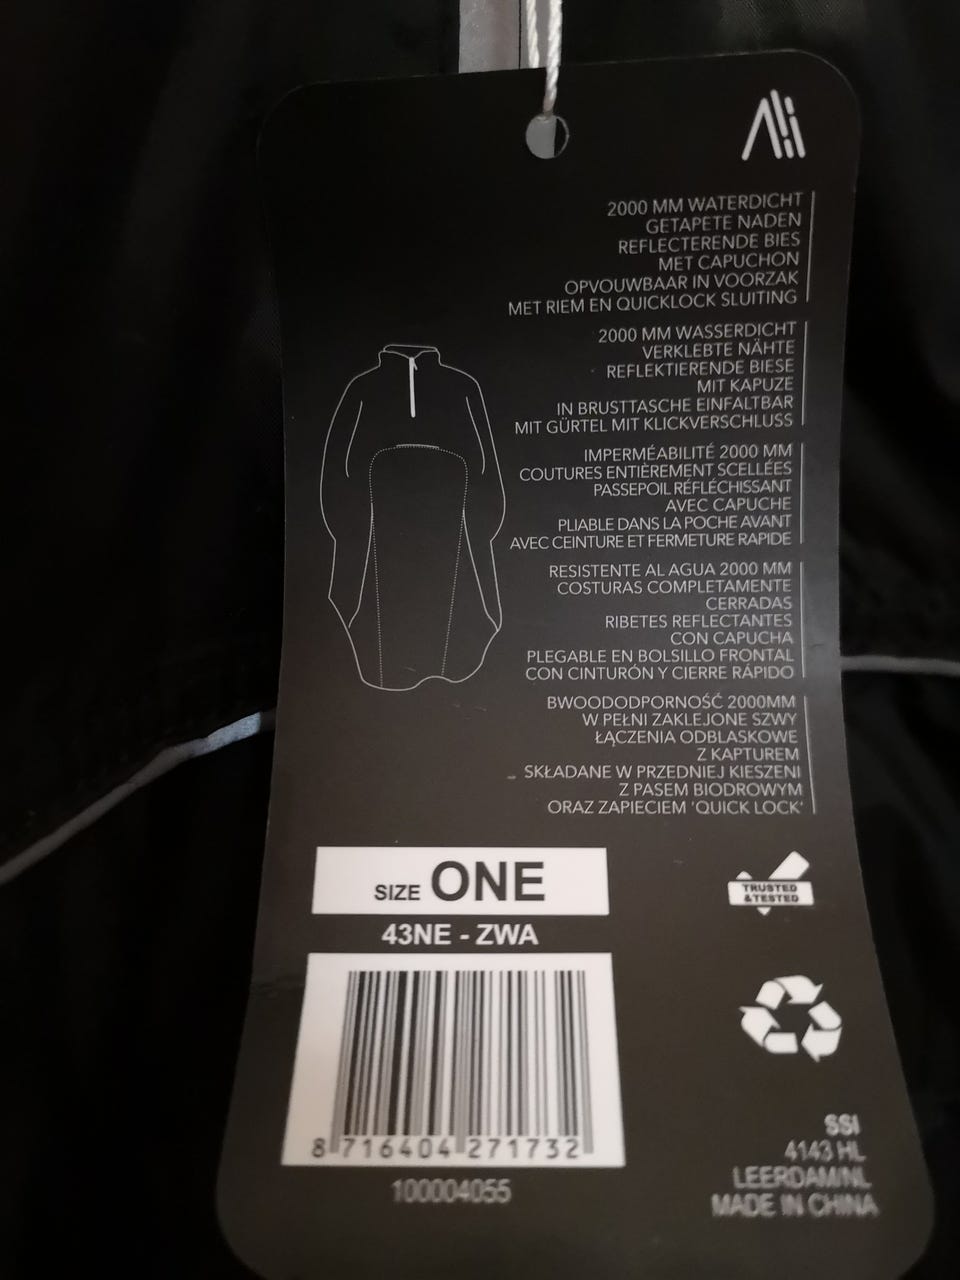 2000 MM WATERDICHT
GETAPETE NADEN
REFLECTERENDE BIES
MET CAPUCHON
OPVOUWBAAR IN VOORZAK
MET RIEM EN QUICKLOCK SLUITING
2000 MM WASSERDICHT
VERKLEBTE NÄHTE
REFLEKTIERENDE BIESE
MIT KAPUZE
IN BRUSTTASCHE EINFALTBAR
MIT GÜRTEL MIT KLICKVERSCHLUSS
IMPERMÉABILITÉ 2000 MM
COUTURES ENTIÈREMENT SCELLÉES
PASSEPOIL RÉFLÉCHISSANT
AVEC CAPUCHE
PLIABLE DANS LA POCHE AVANT
AVEC CEINTURE ET FERMETURE RAPIDE
RESISTENTE AL AGUA 2000 MM
COSTURAS COMPLETAMENTE
CERRADAS
RIBETES REFLECTANTES
CON CAPUCHA
PLEGABLE EN BOLSILLO FRONTAL
CON CINTURÓN Y CIERRE RÁPIDO
BWOODODPORNOŚĆ 2000MM
W PEŁNI ZAKLEJONE SZWY
ŁĄCZENIA ODBLASKOWE
Z KAPTUREM
SKŁADANE W PRZEDNIEJ KIESZENI
Z PASEM BIODROWYM
ORAZ ZAPIECIEM 'QUICK LOCK'
SIZE ONE
43NE - ZWA
8 716404 271732
100004055
TRUSTED
&TESTED
SSI
4143 HL
LEERDAM/NL
MADE IN CHINA